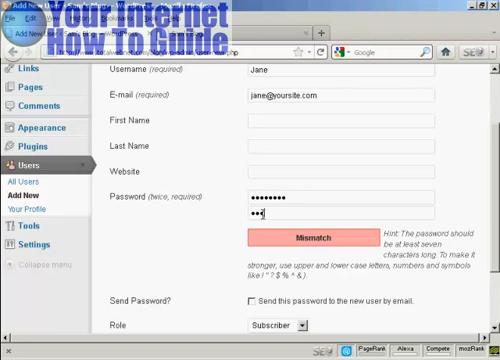 Your Internet
How To Guide
Add New
File Edit View
Google
Links
Pages
Comments
Appearance
Plugins
Users
All Users
Add New
Your Profile
Tools
Settings
Collapse menu
Username (required)
Jane
E-mail (required)
jane@yoursite.com
First Name
Last Name
Website
Password (twice, required)
Mismatch
Hint: The password should
be at least seven
characters long. To make it
stronger, use upper and lower case letters, numbers and symbols
like ! " ? $ % ^ & ).
Send Password?
Send this password to the new user by email.
Role
Subscriber
PageRank
Alexa
Compete
mozRank